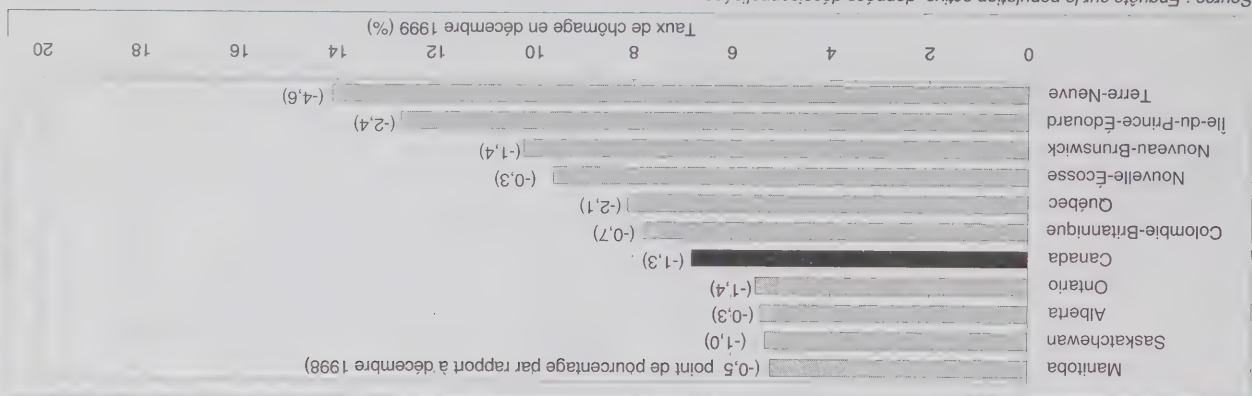 Manitoba (-0,5 point de pourcentage par rapport à décembre 1998)
Saskatchewan (-1,0)
Alberta (-0,3)
Ontario (-1,4)
Canada (-1,3)
Colombie-Britannique (-0,7)
Québec (-2,1)
Nouvelle-Écosse (-0,3)
Nouveau-Brunswick (-1,4)
Île-du-Prince-Édouard (-2,4)
Terre-Neuve (-4,6)
0 2 4 6 8 10 12 14 16 18 20
Taux de chômage en décembre 1999 (%)
Source : Enquête sur la population active, données